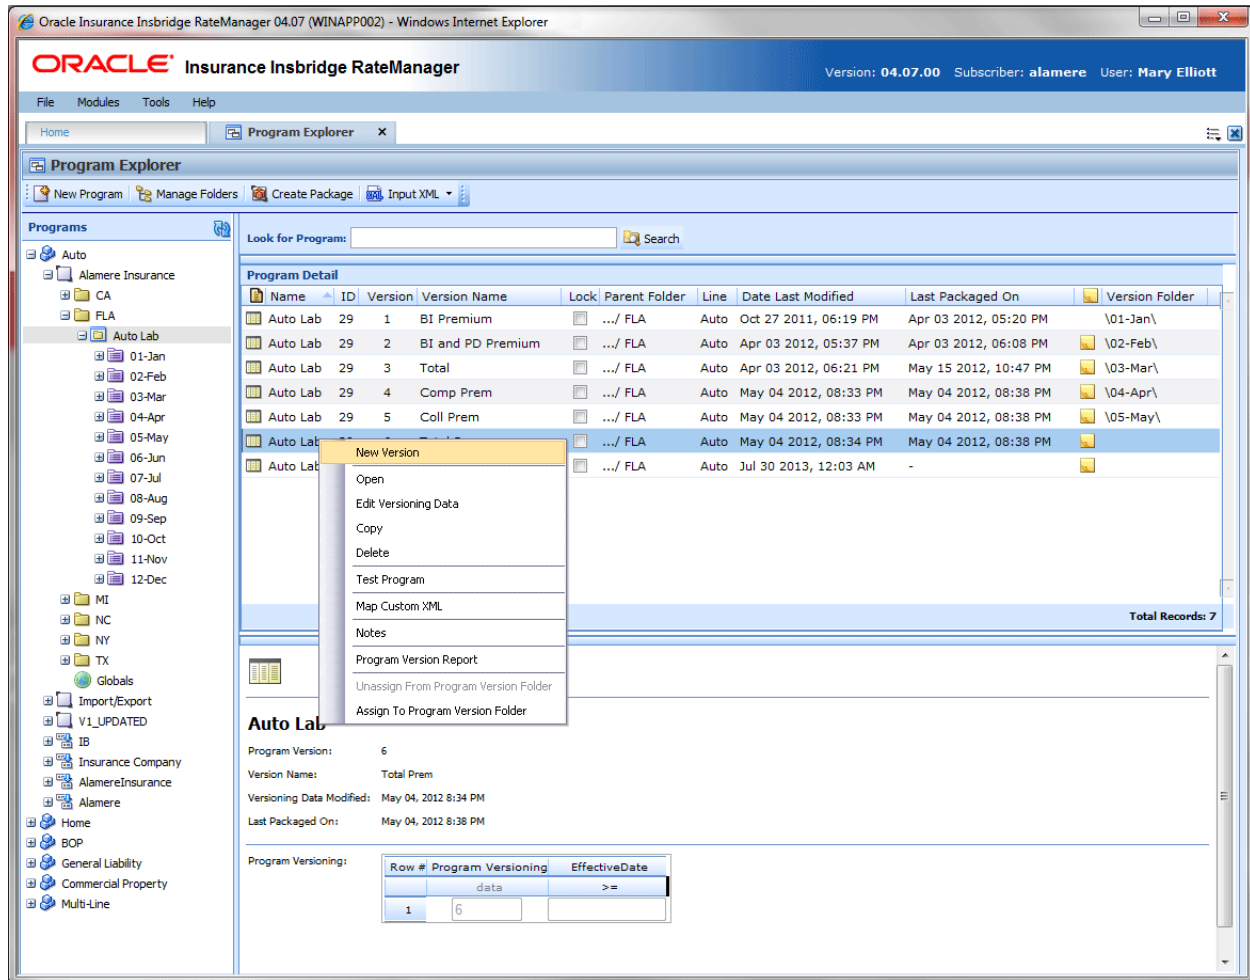 Oracle Insurance Insbridge RateManager 04.07 (WINAPP002) - Windows Internet Explorer
ORACLE Insurance Insbridge RateManager
Version: 04.07.00 Subscriber: alamere User: Mary Elliott
File Modules Tools Help
Home Program Explorer
Program Explorer
New Program Manage Folders Create Package Input XML
Programs
Auto
Alamere Insurance
CA
FLA
Auto Lab
01-Jan
02-Feb
03-Mar
04-Apr
05-May
06-Jun
07-Jul
08-Aug
09-Sep
10-Oct
11-Nov
12-Dec
MI
NC
NY
TX
Globals
Import/Export
V1_UPDATED
IB
Insurance Company
AlamereInsurance
Alamere
Home
BOP
General Liability
Commercial Property
Multi-Line
Look for Program: Search
Program Detail
Name ID Version Version Name Lock Parent Folder Line Date Last Modified Last Packaged On Version Folder
Auto Lab 29 1 BI Premium .../ FLA Auto Oct 27 2011, 06:19 PM Apr 03 2012, 05:20 PM \01-Jan\
Auto Lab 29 2 BI and PD Premium .../ FLA Auto Apr 03 2012, 05:37 PM Apr 03 2012, 06:08 PM \02-Feb\
Auto Lab 29 3 Total .../ FLA Auto Apr 03 2012, 06:21 PM May 15 2012, 10:47 PM \03-Mar\
Auto Lab 29 4 Comp Prem .../ FLA Auto May 04 2012, 08:33 PM May 04 2012, 08:38 PM \04-Apr\
Auto Lab 29 5 Coll Prem .../ FLA Auto May 04 2012, 08:33 PM May 04 2012, 08:38 PM \05-May\
Auto Lab .../ FLA Auto May 04 2012, 08:34 PM May 04 2012, 08:38 PM
Auto Lab .../ FLA Auto Jul 30 2013, 12:03 AM -
New Version
Open
Edit Versioning Data
Copy
Delete
Test Program
Map Custom XML
Notes
Program Version Report
Unassign From Program Version Folder
Assign To Program Version Folder
Total Records: 7
Auto Lab
Program Version: 6
Version Name: Total Prem
Versioning Data Modified: May 04, 2012 8:34 PM
Last Packaged On: May 04, 2012 8:38 PM
Program Versioning:
Row # Program Versioning EffectiveDate
data >=
1 6